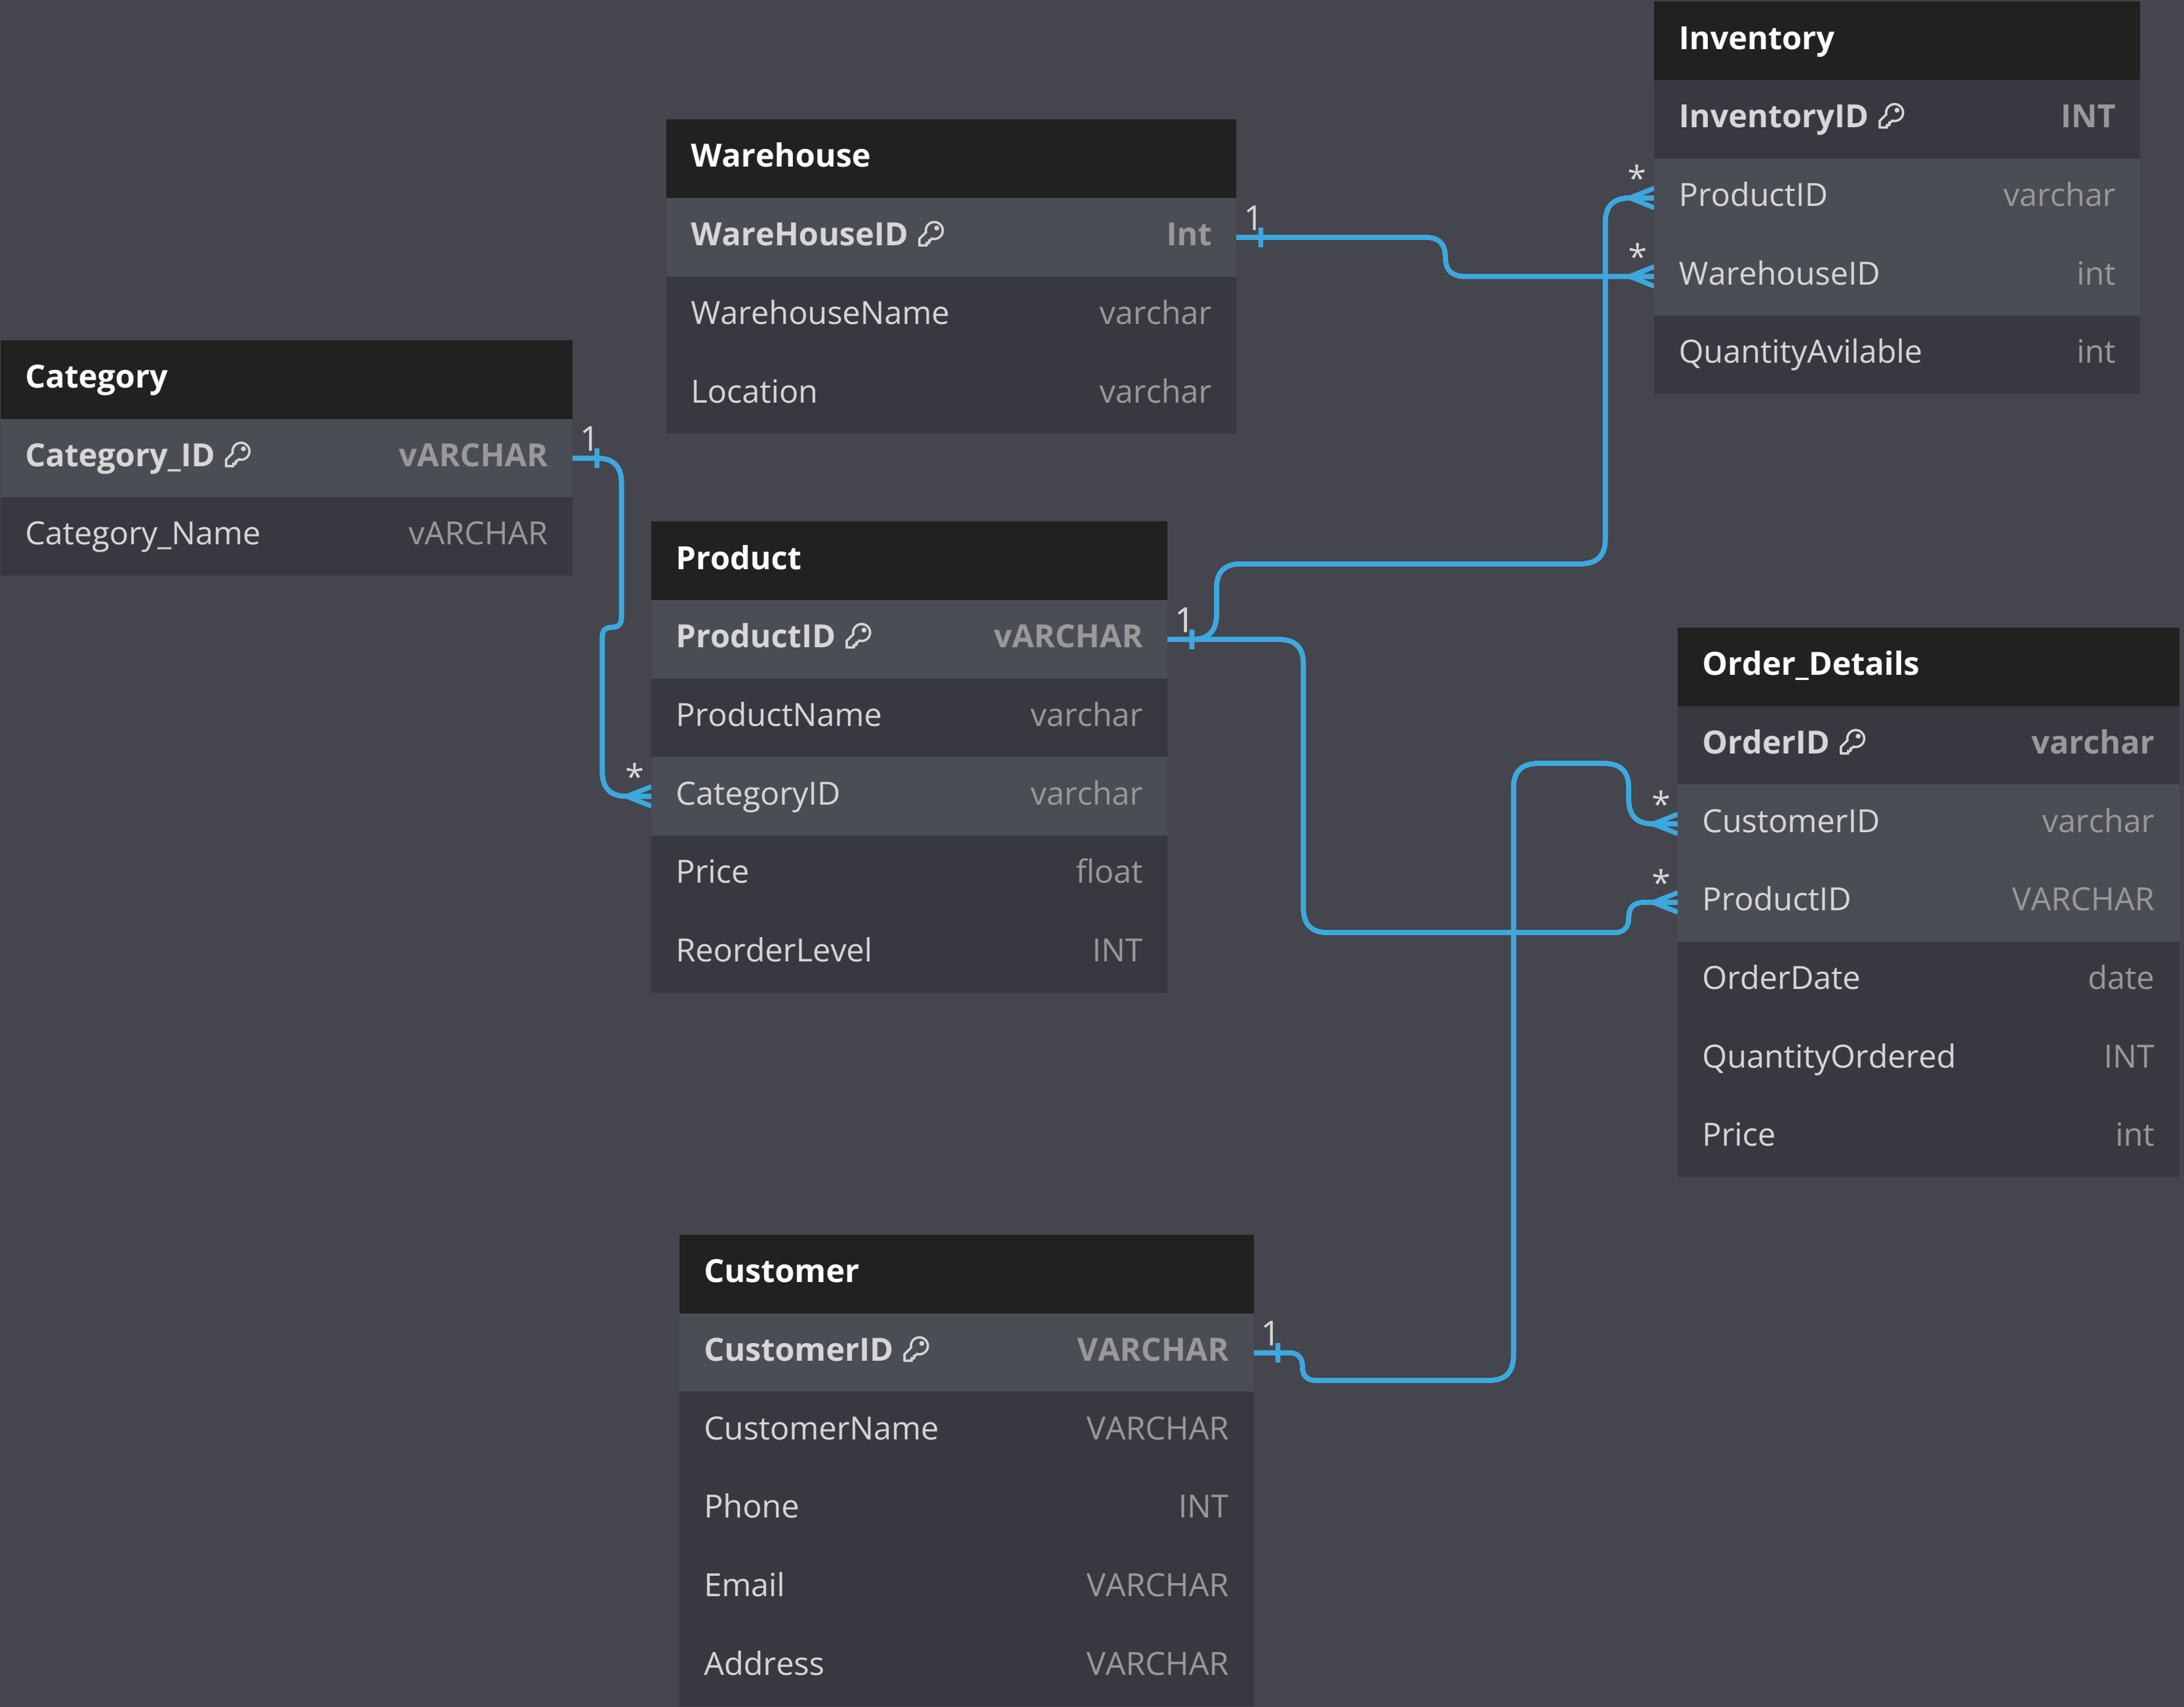 Inventory
InventoryID INT
* ProductID varchar
* WarehouseID int
QuantityAvilable int
Warehouse
WareHouseID Int 1
WarehouseName varchar
Location varchar
Category
Category_ID vARCHAR 1
Category_Name vARCHAR
Product
ProductID vARCHAR 1
ProductName varchar
* CategoryID varchar
Price float
ReorderLevel INT
Order_Details
OrderID varchar
* CustomerID varchar
* ProductID VARCHAR
OrderDate date
QuantityOrdered INT
Price int
Customer
CustomerID VARCHAR 1
CustomerName VARCHAR
Phone INT
Email VARCHAR
Address VARCHAR